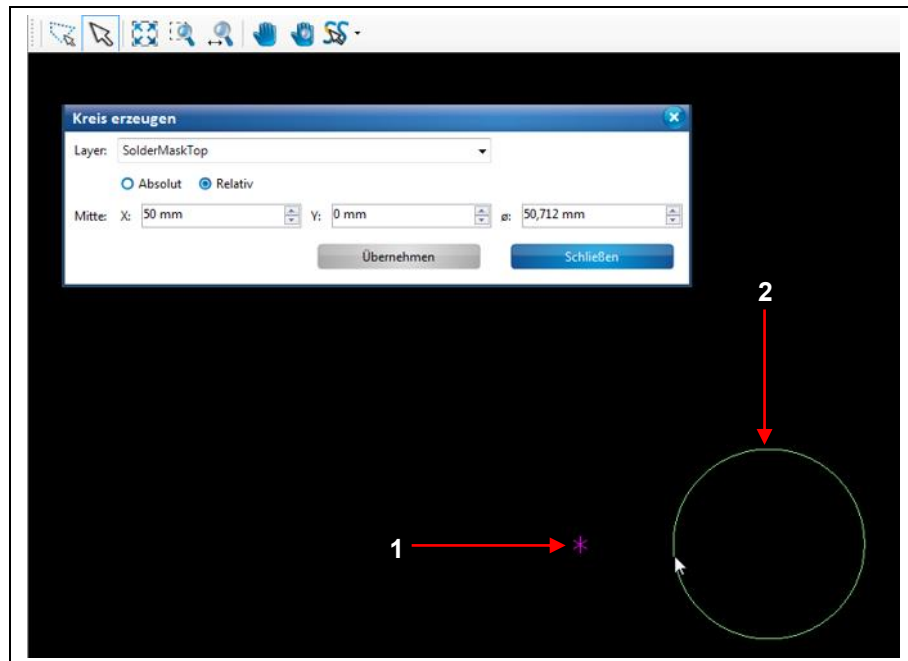 Kreis erzeugen
Layer: SolderMaskTop
Absolut Relativ
Mitte: X: 50 mm Y: 0 mm ø: 50,712 mm
Übernehmen Schließen
2
1